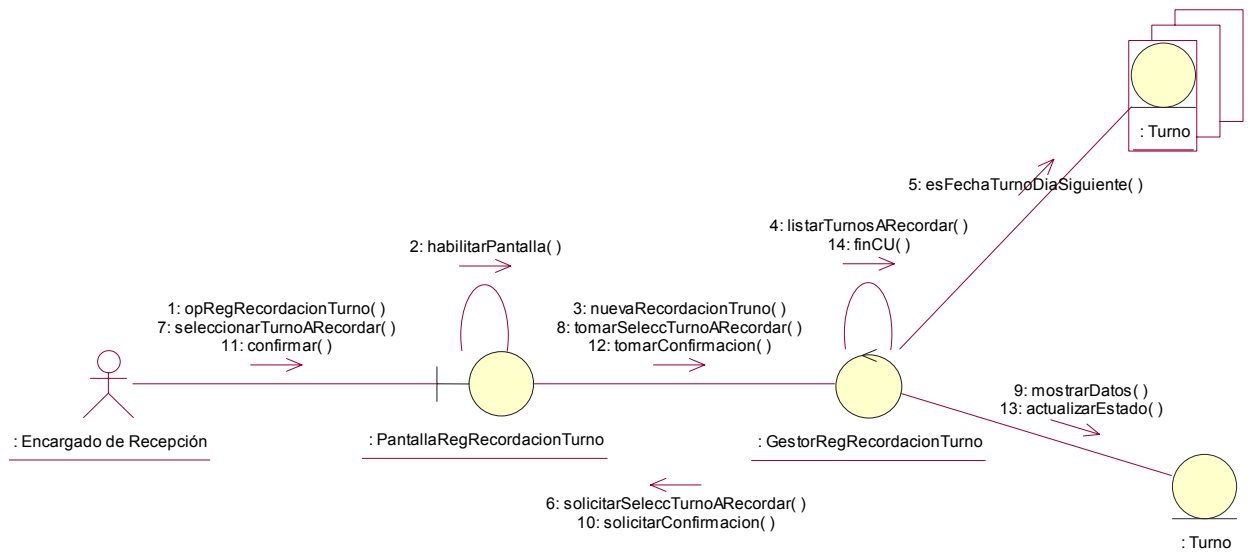 : Turno
5: esFechaTurnoDiaSiguiente( )
4: listarTurnosARecordar( )
14: finCU( )
2: habilitarPantalla( )
1: opRegRecordacionTurno( )
7: seleccionarTurnoARecordar( )
11: confirmar( )
3: nuevaRecordacionTruno( )
8: tomarSeleccTurnoARecordar( )
12: tomarConfirmacion( )
9: mostrarDatos( )
13: actualizarEstado( )
: Encargado de Recepción
: PantallaRegRecordacionTurno
: GestorRegRecordacionTurno
6: solicitarSeleccTurnoARecordar( )
10: solicitarConfirmacion( )
: Turno